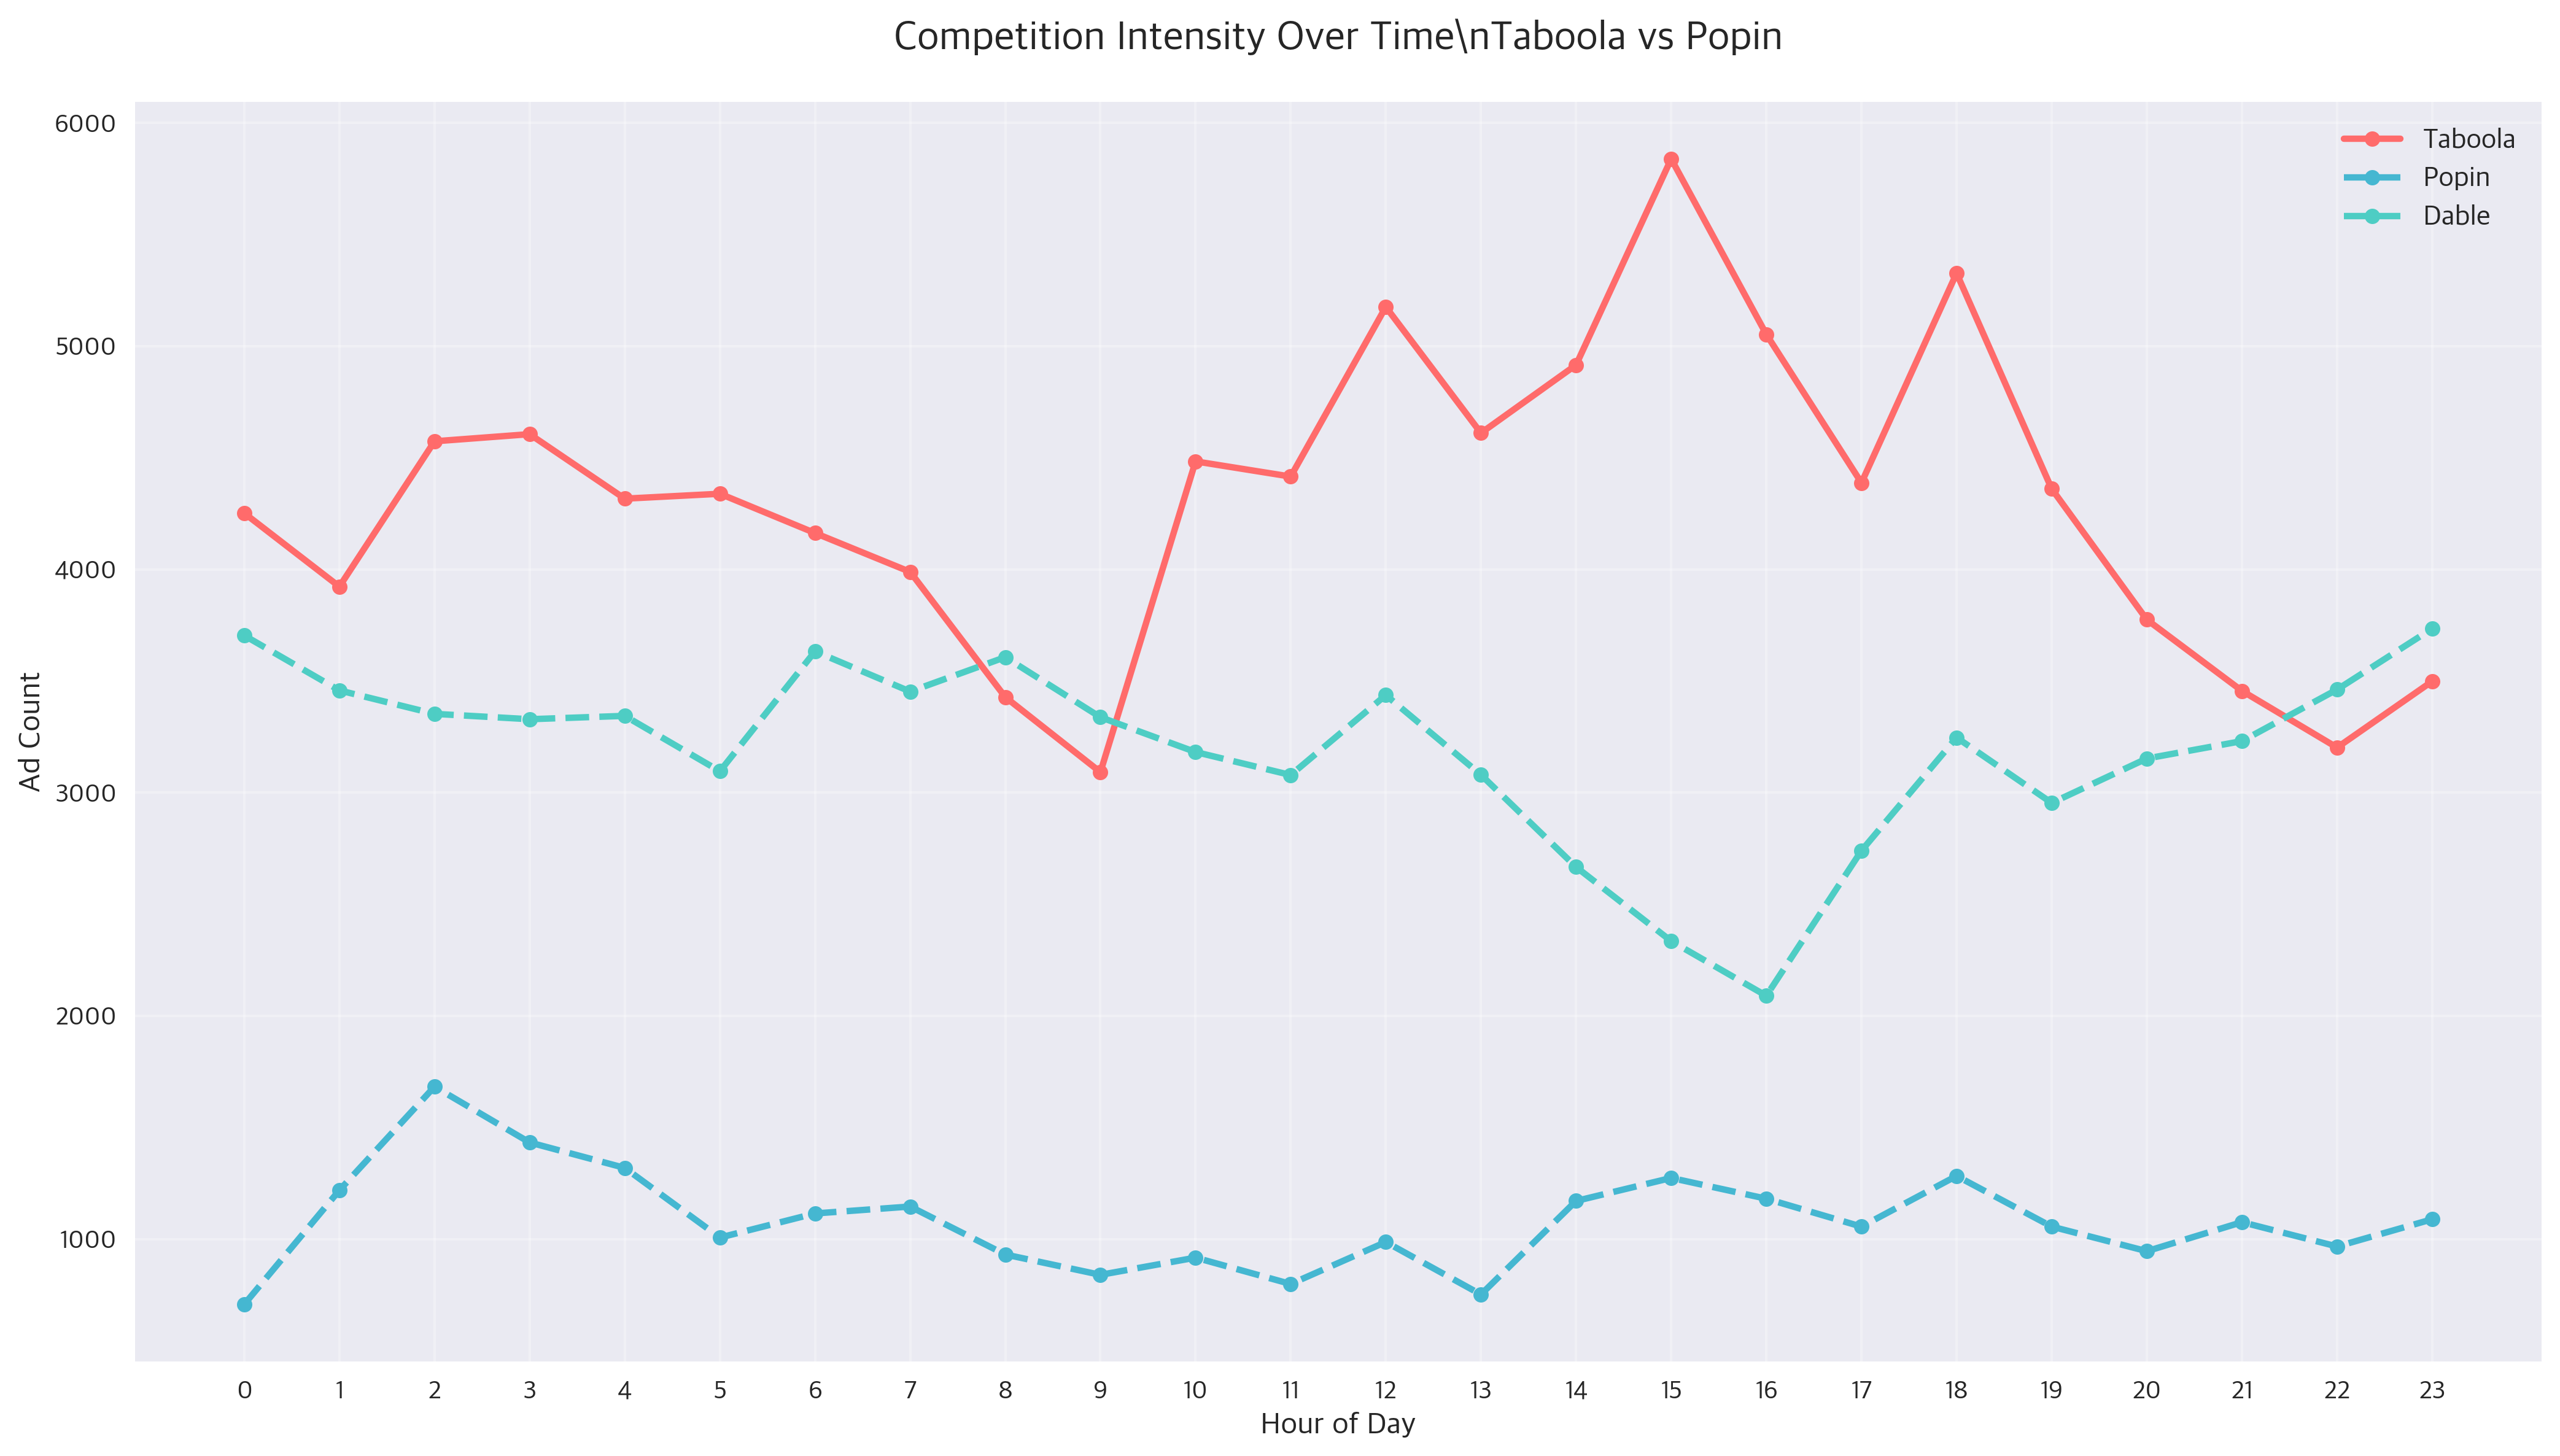 Competition Intensity Over Time\nTaboola vs Popin
Taboola
Popin
Dable
6000
5000
4000
3000
2000
1000
Ad Count
0 1 2 3 4 5 6 7 8 9 10 11 12 13 14 15 16 17 18 19 20 21 22 23
Hour of Day